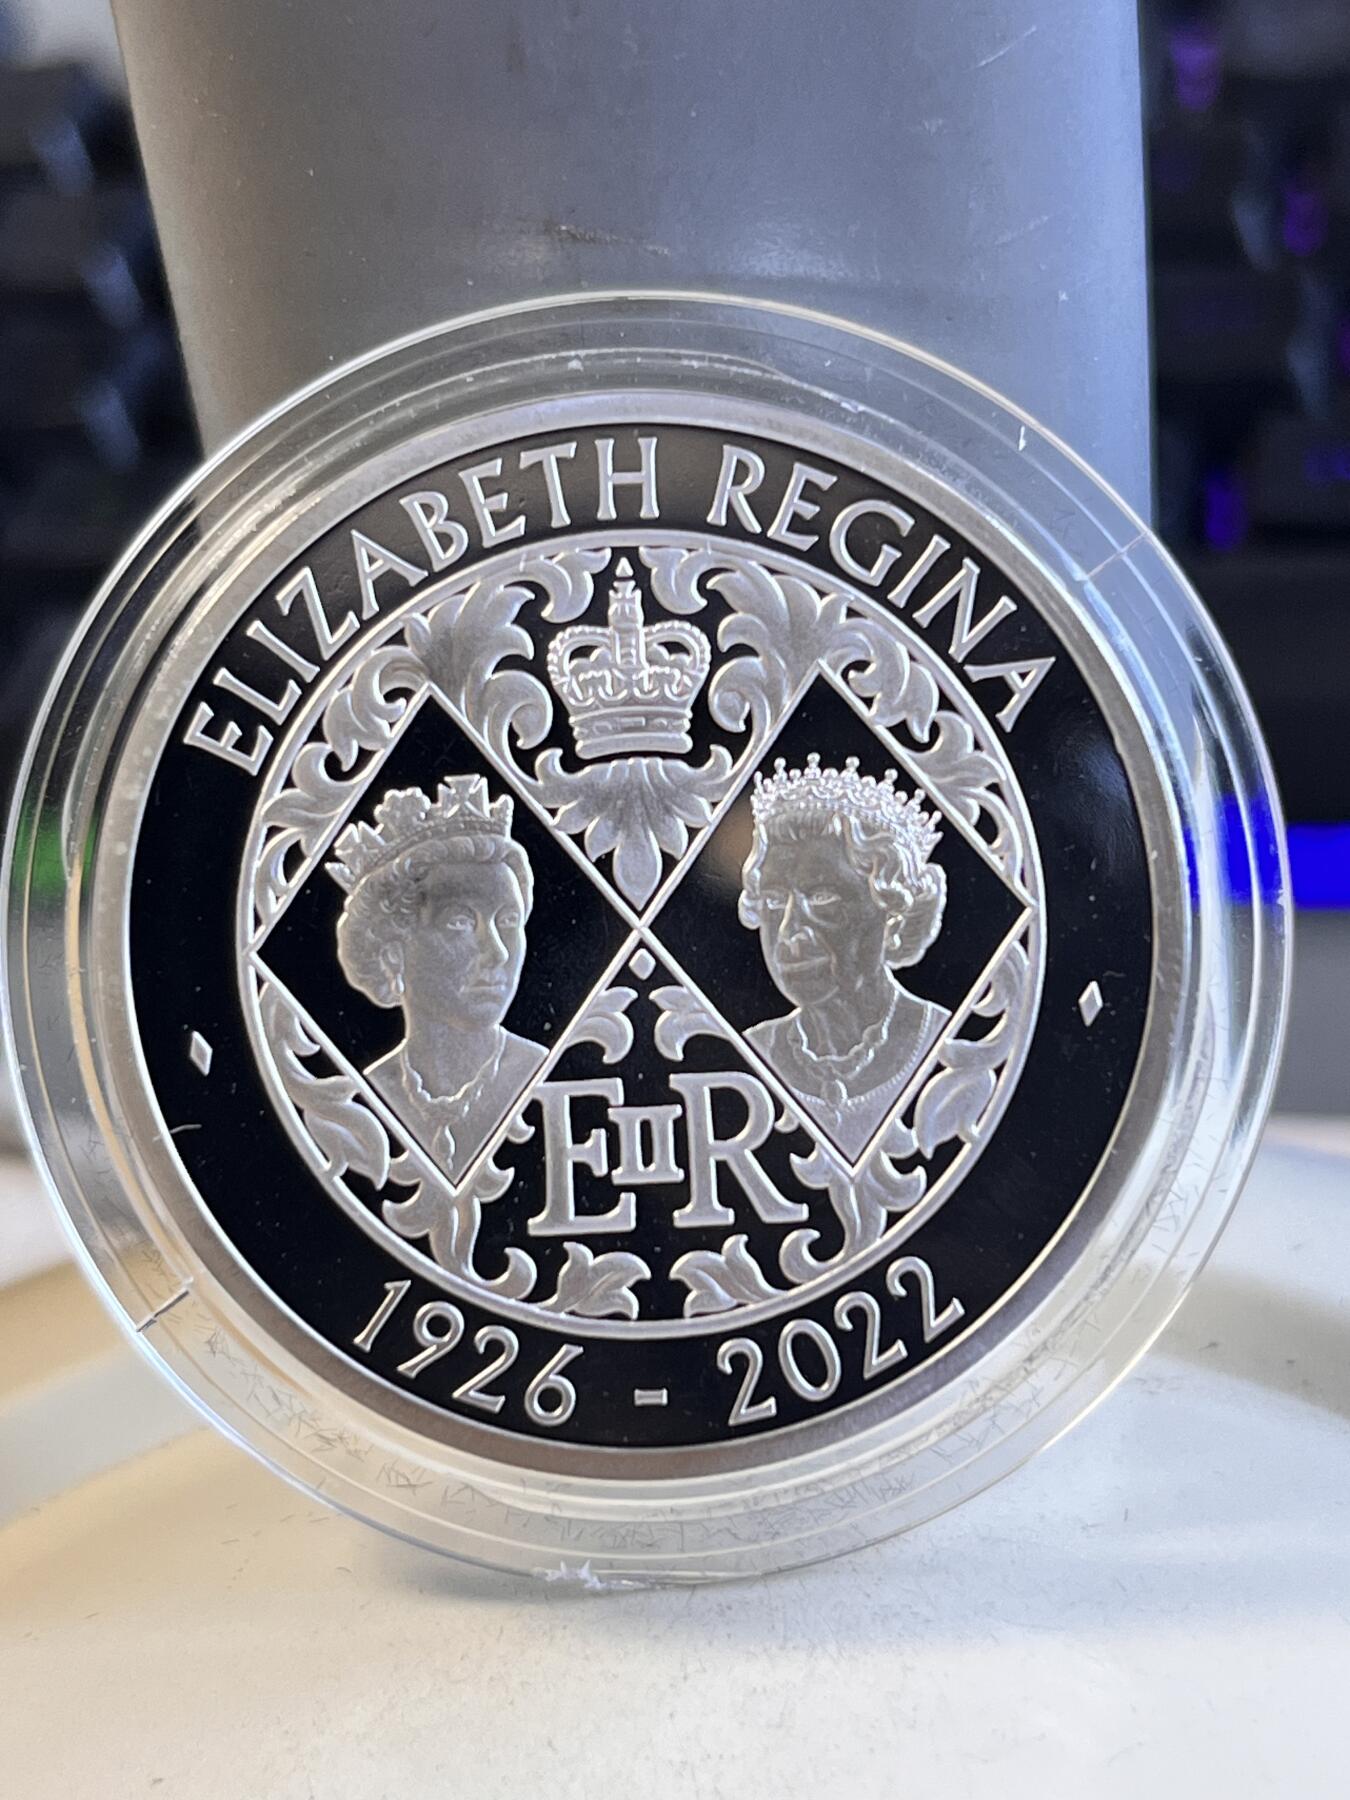 ELIZABETH REGINA
EIIR
1926 - 2022